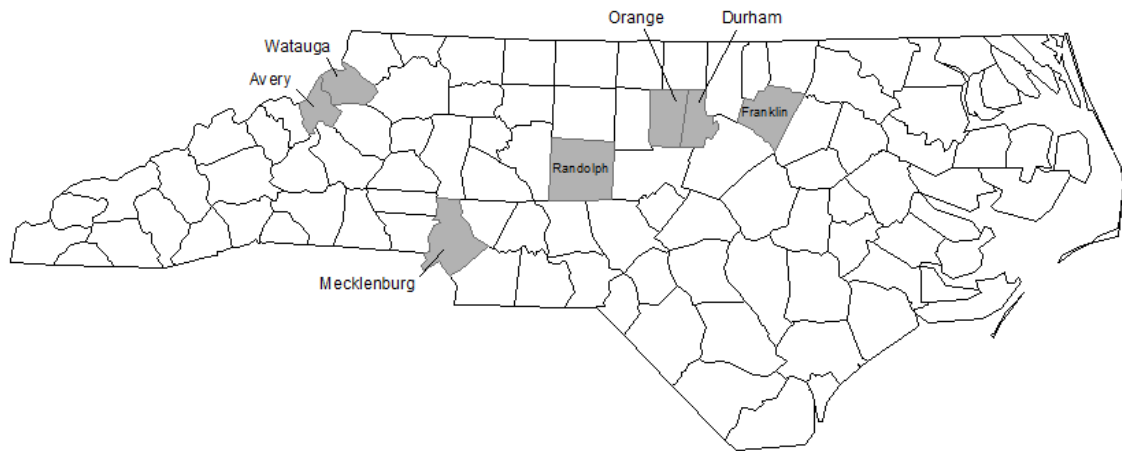 Orange
Durham
Watauga
Avery
Franklin
Randolph
Mecklenburg